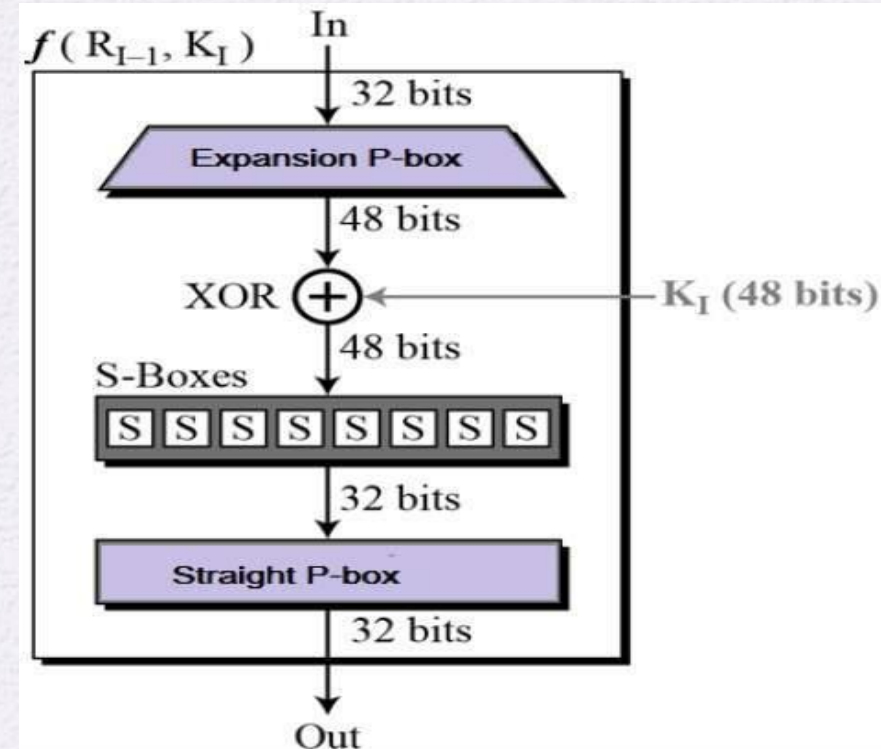 In
f ( R_{I–1}, K_I )
32 bits
Expansion P-box
48 bits
XOR +
K_I (48 bits)
48 bits
S-Boxes
S S S S S S S S
32 bits
Straight P-box
32 bits
Out